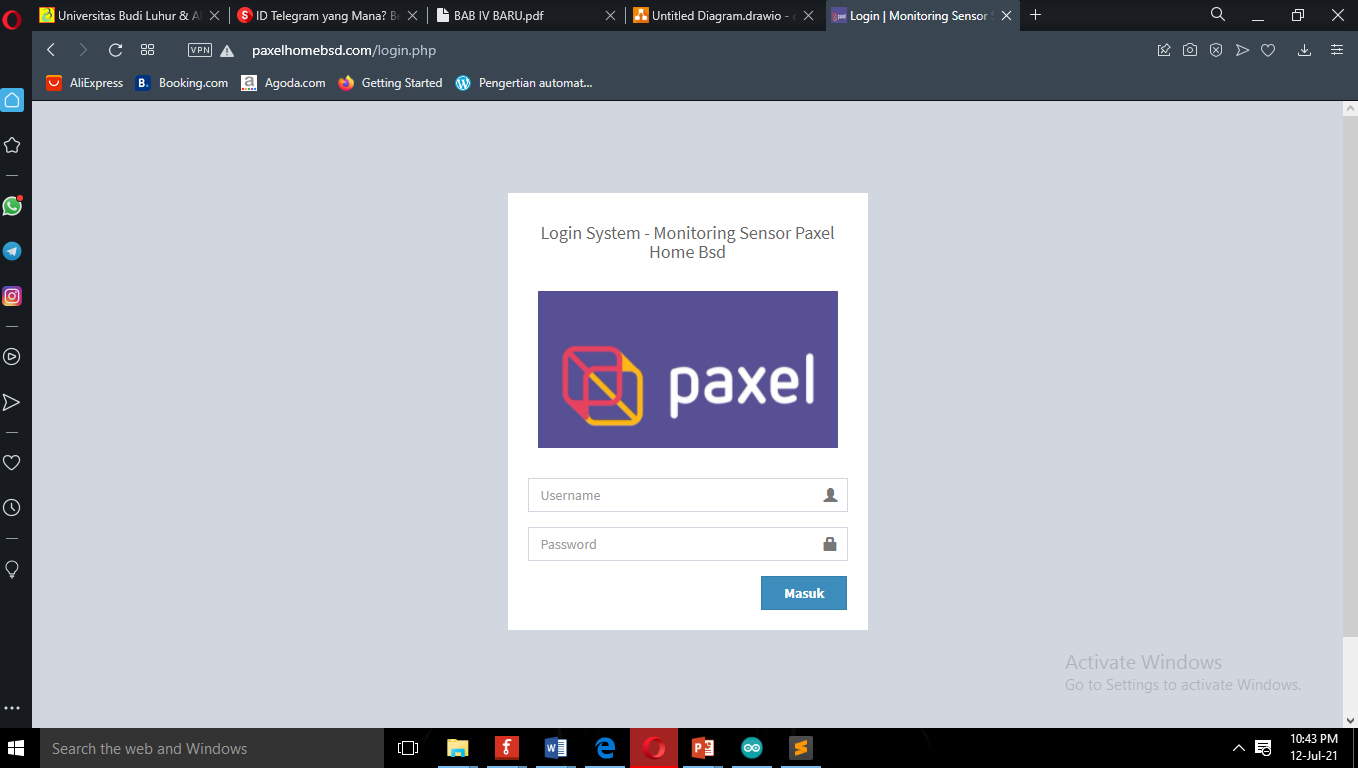 Universitas Budi Luhur & A
ID Telegram yang Mana? Be
BAB IV BARU.pdf
Untitled Diagram.drawio -
Login | Monitoring Sensor
VPN
paxelhomebsd.com/login.php
AliExpress
B. Booking.com
a Agoda.com
Getting Started
Pengertian automat...
Login System - Monitoring Sensor Paxel
Home Bsd
paxel
Username
Password
Masuk
Activate Windows
Go to Settings to activate Windows.
Search the web and Windows
10:43 PM
12-Jul-21